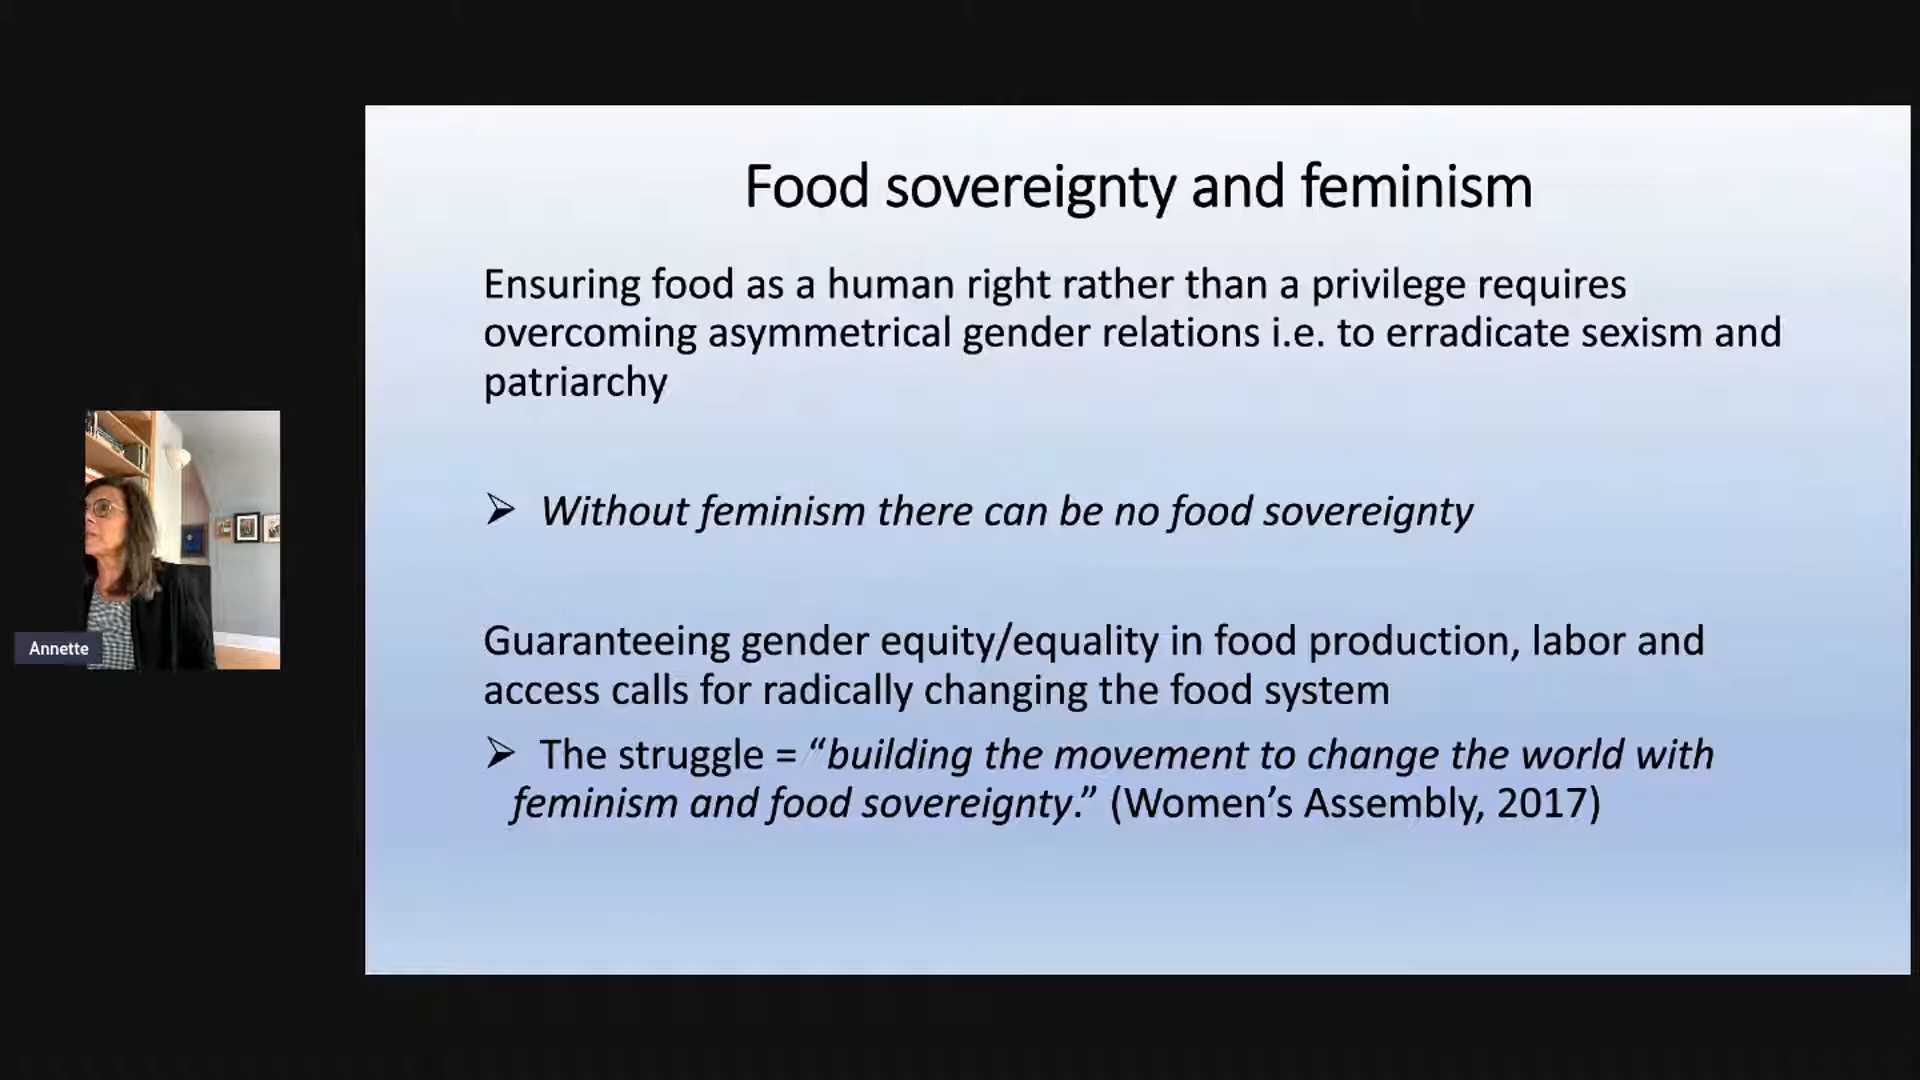 Food sovereignty and feminism
Ensuring food as a human right rather than a privilege requires
overcoming asymmetrical gender relations i.e. to erradicate sexism and
patriarchy
➢ Without feminism there can be no food sovereignty
Guaranteeing gender equity/equality in food production, labor and
access calls for radically changing the food system
➢ The struggle = “building the movement to change the world with
feminism and food sovereignty.” (Women’s Assembly, 2017)
Annette